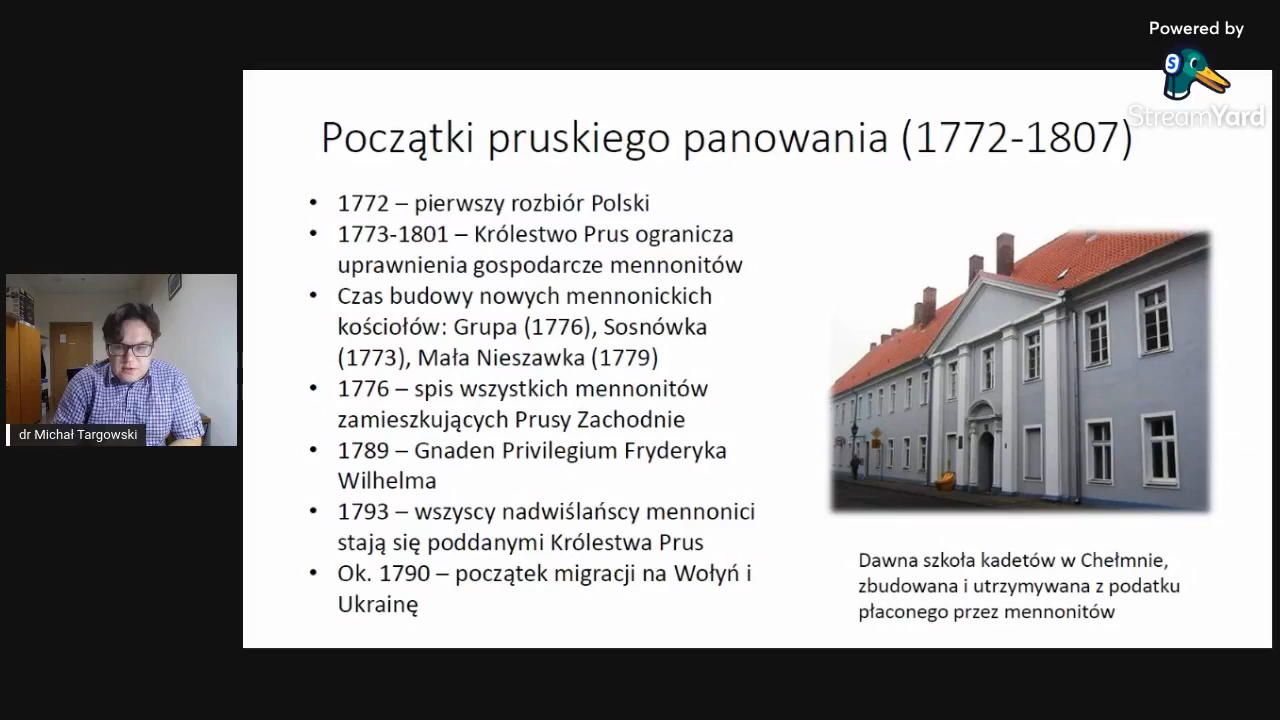 Powered by
S
StreamYard
Początki pruskiego panowania (1772-1807)
• 1772 – pierwszy rozbiór Polski
• 1773-1801 – Królestwo Prus ogranicza
uprawnienia gospodarcze mennonitów
• Czas budowy nowych mennonickich
kościołów: Grupa (1776), Sosnówka
(1773), Mała Nieszawka (1779)
• 1776 – spis wszystkich mennonitów
zamieszkujących Prusy Zachodnie
• 1789 – Gnaden Privilegium Fryderyka
Wilhelma
• 1793 – wszyscy nadwiślańscy mennonici
stają się poddanymi Królestwa Prus
• Ok. 1790 – początek migracji na Wołyń i
Ukrainę
Dawna szkoła kadetów w Chełmnie,
zbudowana i utrzymywana z podatku
płaconego przez mennonitów
dr Michał Targowski